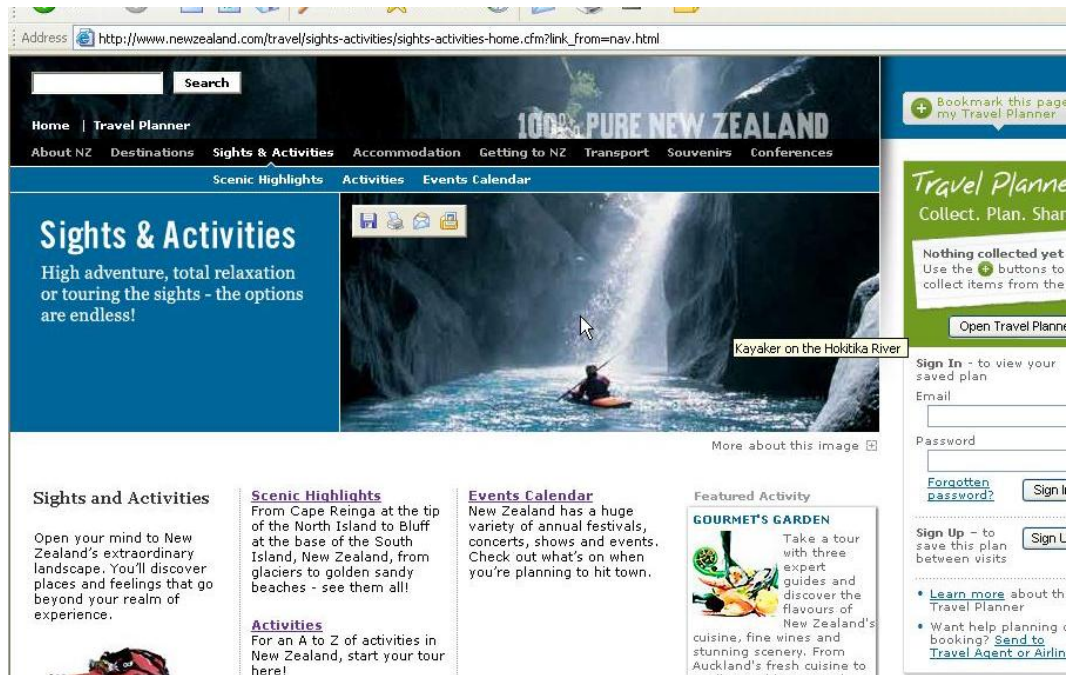 Address http://www.newzealand.com/travel/sights-activities/sights-activities-home.cfm?link_from=nav.html
Search
Home | Travel Planner
100% PURE NEW ZEALAND
About NZ Destinations Sights & Activities Accommodation Getting to NZ Transport Souvenirs Conferences
Scenic Highlights Activities Events Calendar
Sights & Activities
High adventure, total relaxation
or touring the sights - the options
are endless!
Kayaker on the Hokitika River
More about this image
Sights and Activities
Open your mind to New
Zealand's extraordinary
landscape. You'll discover
places and feelings that go
beyond your realm of
experience.
Scenic Highlights
From Cape Reinga at the tip
of the North Island to Bluff
at the base of the South
Island, New Zealand, from
glaciers to golden sandy
beaches - see them all!
Activities
For an A to Z of activities in
New Zealand, start your tour
here!
Events Calendar
New Zealand has a huge
variety of annual festivals,
concerts, shows and events.
Check out what's on when
you're planning to hit town.
Featured Activity
GOURMET'S GARDEN
Take a tour
with three
expert
guides and
discover the
flavours of
New Zealand's
cuisine, fine wines and
stunning scenery. From
Auckland's fresh cuisine to
Bookmark this page
my Travel Planner
Travel Planne
Collect. Plan. Shar
Nothing collected yet
Use the buttons to
collect items from the
Open Travel Planne
Sign In - to view your
saved plan
Email
Password
Forgotten
password?
Sign I
Sign Up - to
save this plan
between visits
Sign U
Learn more about th
Travel Planner
Want help planning
booking? Send to
Travel Agent or Airlin